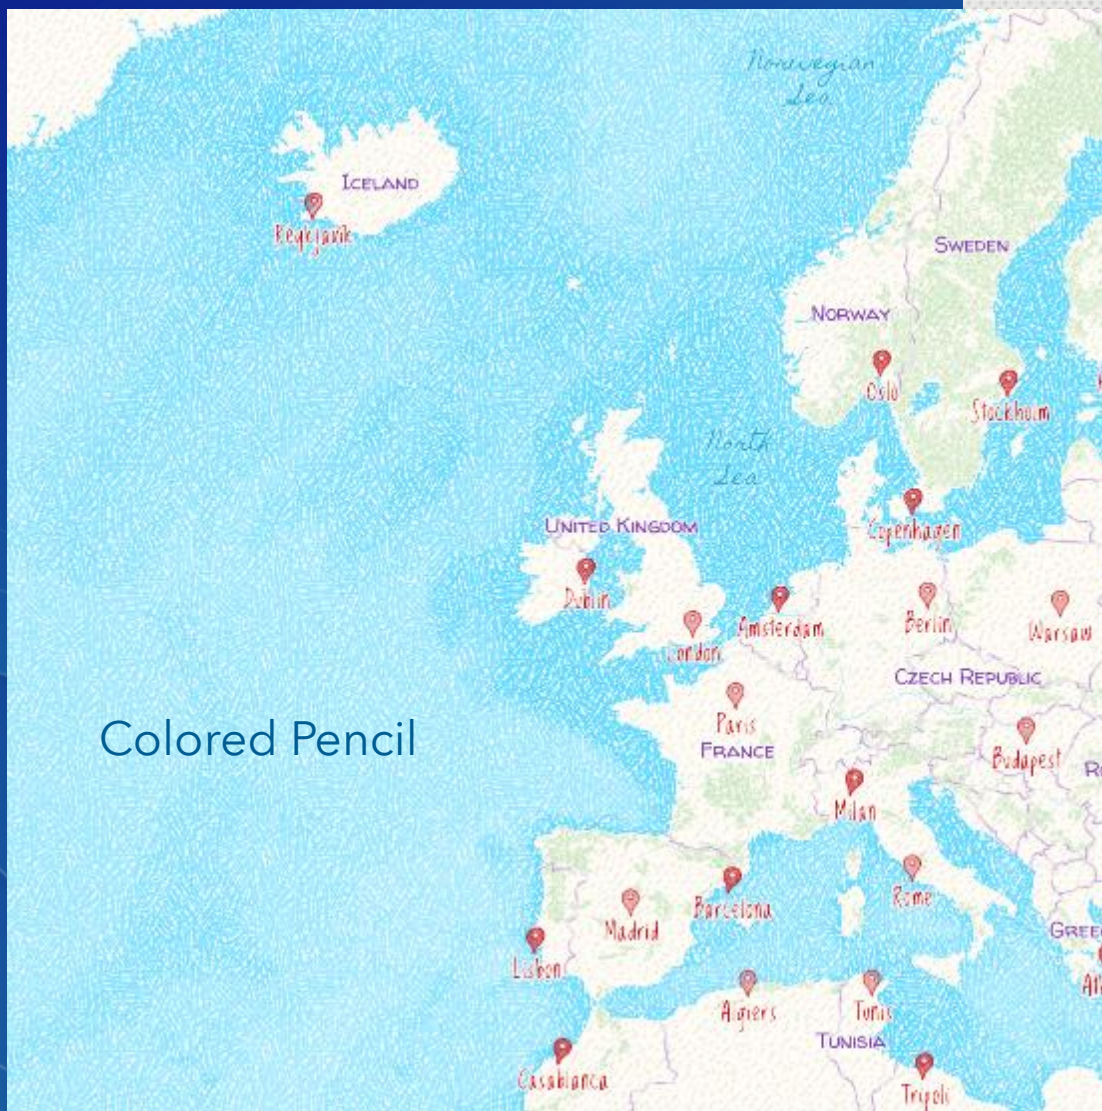 Norwegian
Sea
ICELAND
Reykjavik
SWEDEN
NORWAY
Oslo
Stockholm
North
Sea
UNITED KINGDOM
Copenhagen
Dublin
Amsterdam
Berlin
Warsaw
London
CZECH REPUBLIC
Paris
FRANCE
Colored Pencil
Budapest
Milan
Rome
Barcelona
Madrid
GREE
Lisbon
Algiers
Tunis
TUNISIA
Casablanca
Tripoli